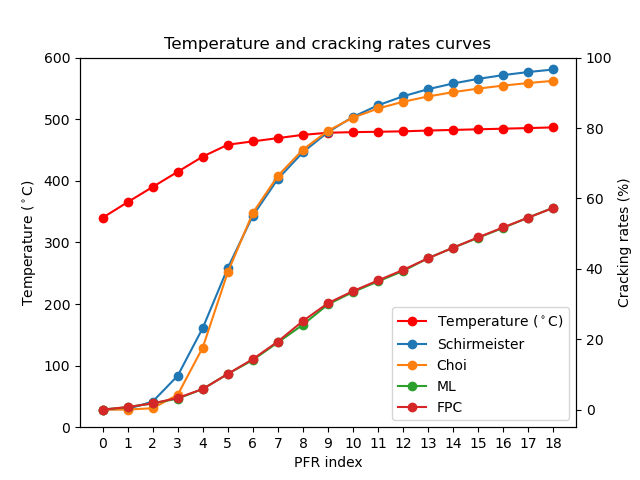 Temperature and cracking rates curves
600
500
400
300
200
100
0
Temperature (°C)
100
80
60
40
20
0
Cracking rates (%)
Temperature (°C)
Schirmeister
Choi
ML
FPC
0 1 2 3 4 5 6 7 8 9 10 11 12 13 14 15 16 17 18
PFR index